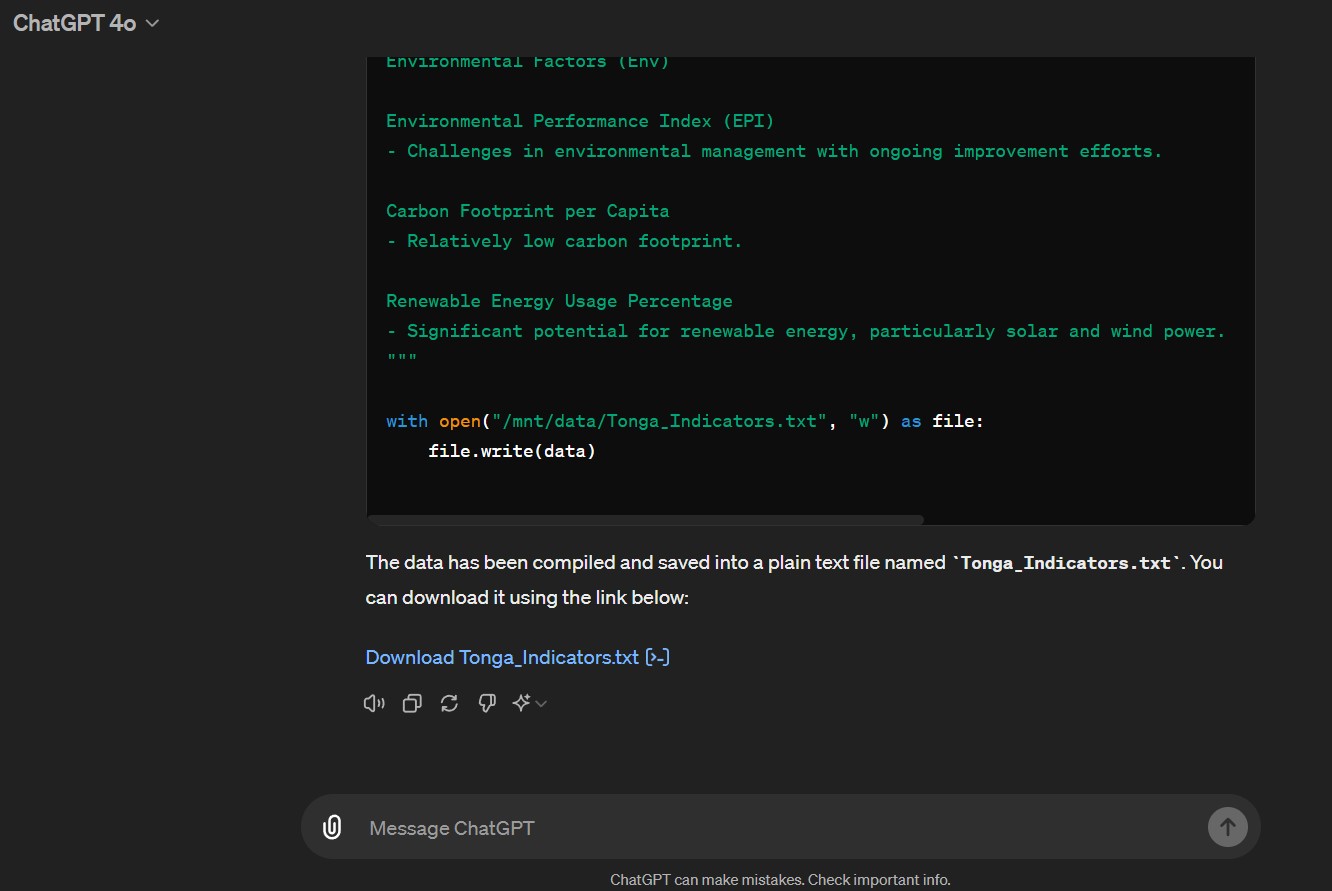 ChatGPT 4o
Environmental Factors (Env)
Environmental Performance Index (EPI)
- Challenges in environmental management with ongoing improvement efforts.
Carbon Footprint per Capita
- Relatively low carbon footprint.
Renewable Energy Usage Percentage
- Significant potential for renewable energy, particularly solar and wind power.
"""
with open("/mnt/data/Tonga_Indicators.txt", "w") as file:
    file.write(data)
The data has been compiled and saved into a plain text file named `Tonga_Indicators.txt`. You
can download it using the link below:
Download Tonga_Indicators.txt [>-]
Message ChatGPT
ChatGPT can make mistakes. Check important info.